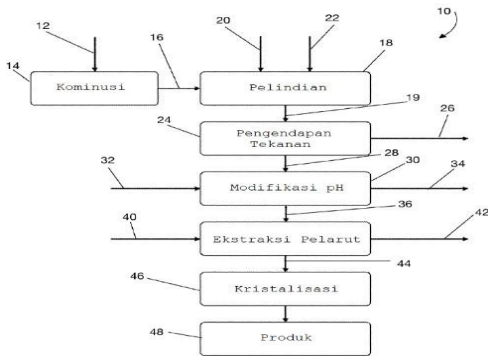 10
12
20
22
14
16
18
Kominusi
Pelindian
19
24
26
Pengendapan
Tekanan
28
30
32
34
Modifikasi pH
36
40
42
Ekstraksi Pelarut
44
46
Kristalisasi
48
Produk